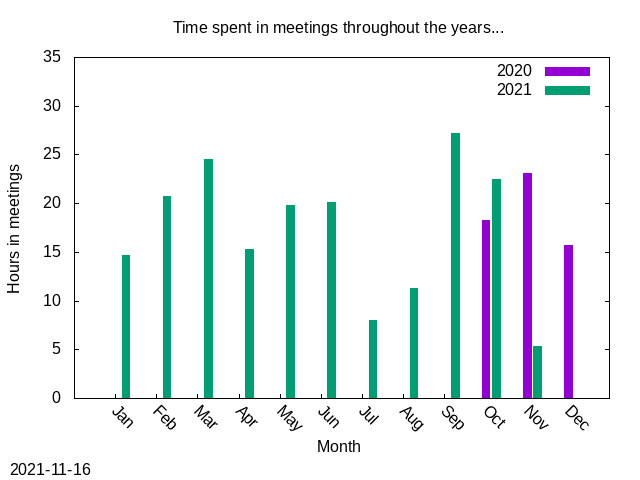 Time spent in meetings throughout the years...
2020
2021
Hours in meetings
35
30
25
20
15
10
5
0
Jan
Feb
Mar
Apr
May
Jun
Jul
Aug
Sep
Oct
Nov
Dec
Month
2021-11-16